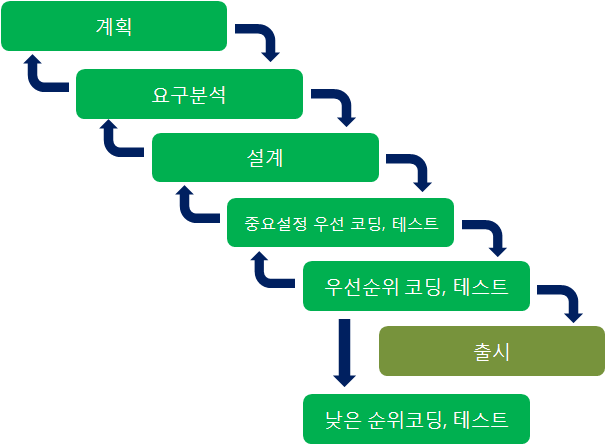 계획
요구분석
설계
중요설정 우선 코딩, 테스트
우선순위 코딩, 테스트
출시
낮은 순위코딩, 테스트